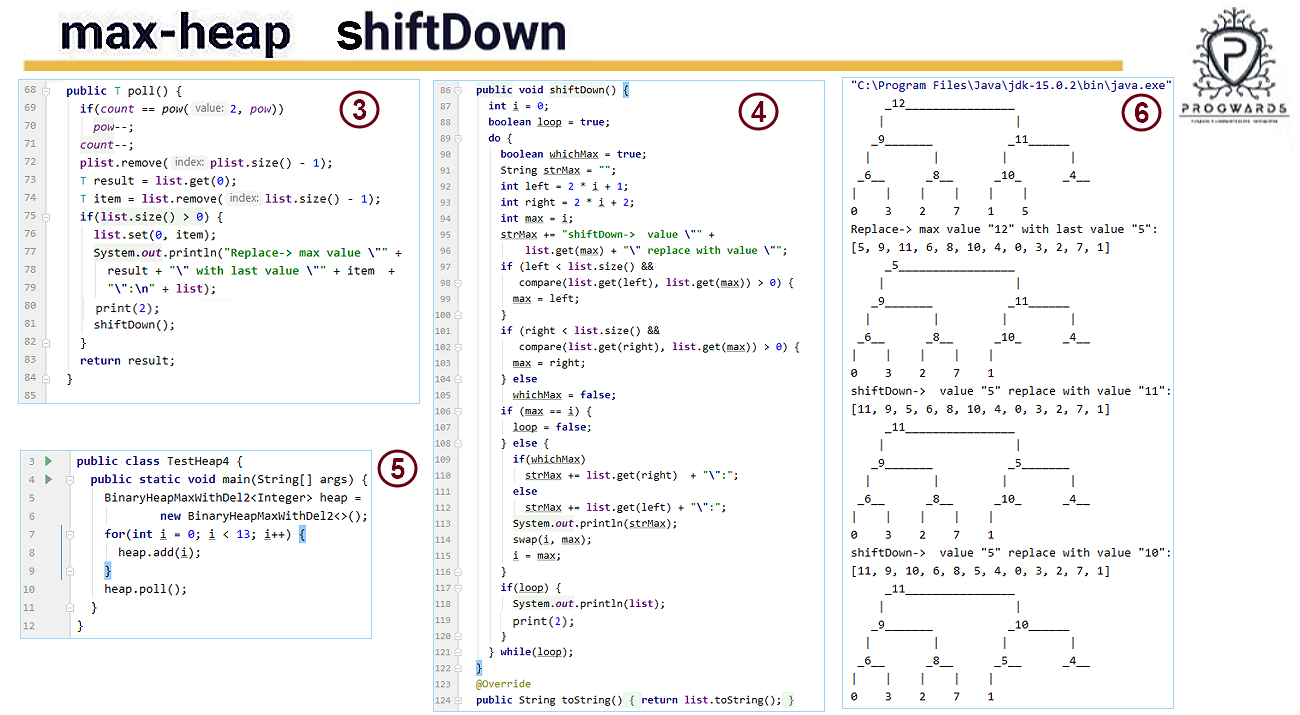 max-heap shiftDown
PROGWARDS
3
68 public T poll() {
69 if(count == pow( value: 2, pow))
70 pow--;
71 count--;
72 plist.remove( index: plist.size() - 1);
73 T result = list.get(0);
74 T item = list.remove( index: list.size() - 1);
75 if(list.size() > 0) {
76 list.set(0, item);
77 System.out.println("Replace-> max value \"" +
78 result + "\" with last value \"" + item +
79 "\":\n" + list);
80 print(2);
81 shiftDown();
82 }
83 return result;
84 }
85
5
3 public class TestHeap4 {
4 public static void main(String[] args) {
5 BinaryHeapMaxWithDel2<Integer> heap =
6 new BinaryHeapMaxWithDel2<>();
7 for(int i = 0; i < 13; i++) {
8 heap.add(i);
9 }
10 heap.poll();
11 }
12 }
4
86 public void shiftDown() {
87 int i = 0;
88 boolean loop = true;
89 do {
90 boolean whichMax = true;
91 String strMax = "";
92 int left = 2 * i + 1;
93 int right = 2 * i + 2;
94 int max = i;
95 strMax += "shiftDown->  value \"" +
96 list.get(max) + "\" replace with value \"";
97 if (left < list.size() &&
98 compare(list.get(left), list.get(max)) > 0) {
99 max = left;
100 }
101 if (right < list.size() &&
102 compare(list.get(right), list.get(max)) > 0) {
103 max = right;
104 } else
105 whichMax = false;
106 if (max == i) {
107 loop = false;
108 } else {
109 if(whichMax)
110 strMax += list.get(right)  + "\":";
111 else
112 strMax += list.get(left) + "\":";
113 System.out.println(strMax);
114 swap(i, max);
115 i = max;
116 }
117 if(loop) {
118 System.out.println(list);
119 print(2);
120 }
121 } while(loop);
122 }
123 @Override
124 public String toString() { return list.toString(); }
6
"C:\Program Files\Java\jdk-15.0.2\bin\java.exe"
_12________________
| |
_9_______ _11______
| | | |
_6__ _8__ _10_ _4__
| | | | | |
0 3 2 7 1 5
Replace-> max value "12" with last value "5":
[5, 9, 11, 6, 8, 10, 4, 0, 3, 2, 7, 1]
_5_________________
| |
_9_______ _11______
| | | |
_6__ _8__ _10_ _4__
| | | | |
0 3 2 7 1
shiftDown->  value "5" replace with value "11":
[11, 9, 5, 6, 8, 10, 4, 0, 3, 2, 7, 1]
_11________________
| |
_9_______ _5_______
| | | |
_6__ _8__ _10_ _4__
| | | | |
0 3 2 7 1
shiftDown->  value "5" replace with value "10":
[11, 9, 10, 6, 8, 5, 4, 0, 3, 2, 7, 1]
_11________________
| |
_9_______ _10______
| | | |
_6__ _8__ _5__ _4__
| | | | |
0 3 2 7 1